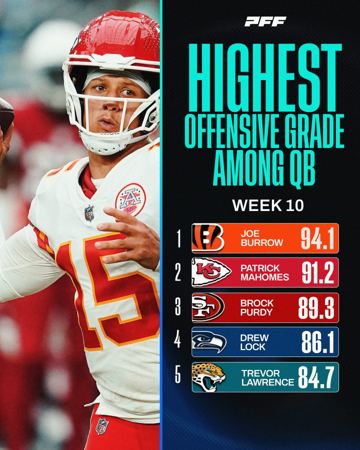 PFF
HIGHEST
OFFENSIVE GRADE
AMONG QB
WEEK 10
1 JOE BURROW 94.1
2 PATRICK MAHOMES 91.2
3 BROCK PURDY 89.3
4 DREW LOCK 86.1
5 TREVOR LAWRENCE 84.7
15